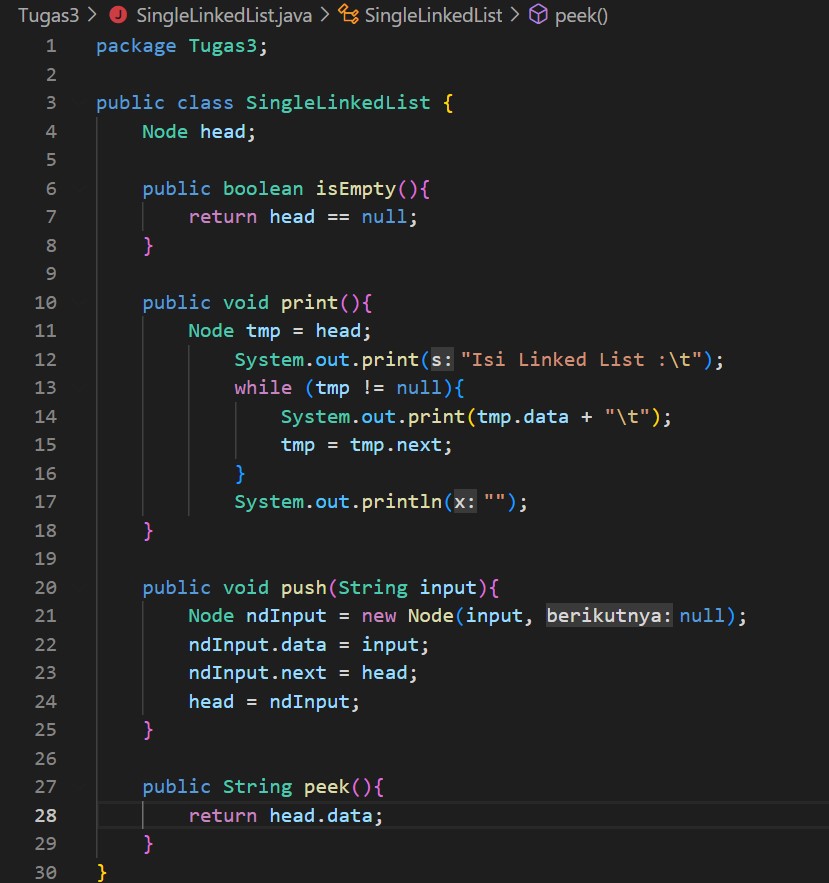 Tugas3 > J SingleLinkedList.java > SingleLinkedList > peek()
1 package Tugas3;
2
3 public class SingleLinkedList {
4     Node head;
5
6     public boolean isEmpty(){
7         return head == null;
8     }
9
10     public void print(){
11         Node tmp = head;
12             System.out.print(s: "Isi Linked List :\t");
13             while (tmp != null){
14                 System.out.print(tmp.data + "\t");
15                 tmp = tmp.next;
16             }
17             System.out.println(x: "");
18     }
19
20     public void push(String input){
21         Node ndInput = new Node(input, berikutnya: null);
22         ndInput.data = input;
23         ndInput.next = head;
24         head = ndInput;
25     }
26
27     public String peek(){
28         return head.data;
29     }
30 }